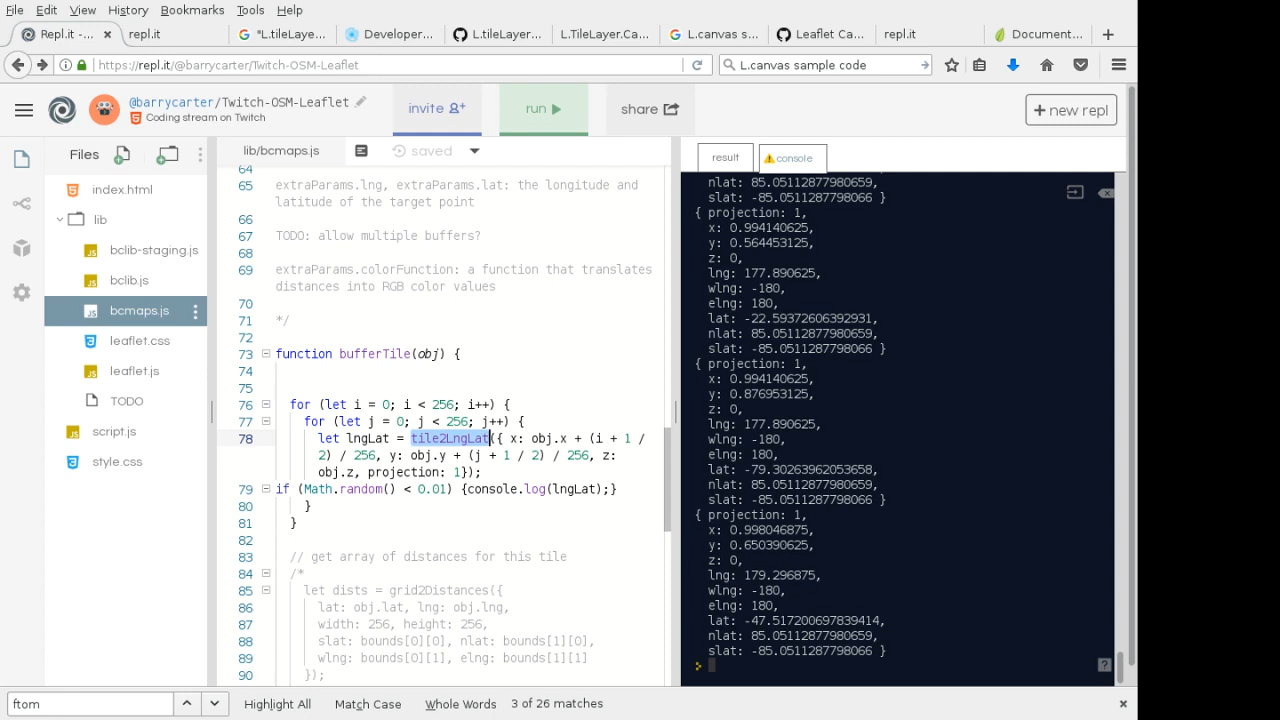 File Edit View History Bookmarks Tools Help
Repl.it - ... × repl.it "L.tileLaye... Developer... L.tileLayer... L.TileLayer.Ca... L.canvas s... Leaflet Ca... repl.it Document... +
https://repl.it/@barrycarter/Twitch-OSM-Leaflet L.canvas sample code
@barrycarter/Twitch-OSM-Leaflet
Coding stream on Twitch
invite run share + new repl
Files
index.html
lib
bclib-staging.js
bclib.js
bcmaps.js
leaflet.css
leaflet.js
TODO
script.js
style.css
lib/bcmaps.js saved
64
65 extraParams.lng, extraParams.lat: the longitude and
latitude of the target point
66
67 TODO: allow multiple buffers?
68
69 extraParams.colorFunction: a function that translates
distances into RGB color values
70
71 */
72
73 function bufferTile(obj) {
74
75
76 for (let i = 0; i < 256; i++) {
77 for (let j = 0; j < 256; j++) {
78 let lngLat = tile2LngLat({ x: obj.x + (i + 1 /
2) / 256, y: obj.y + (j + 1 / 2) / 256, z:
obj.z, projection: 1});
79 if (Math.random() < 0.01) {console.log(lngLat);}
80 }
81 }
82
83 // get array of distances for this tile
84 /*
85 let dists = grid2Distances({
86 lat: obj.lat, lng: obj.lng,
87 width: 256, height: 256,
88 slat: bounds[0][0], nlat: bounds[1][0],
89 wlng: bounds[0][1], elng: bounds[1][1]
90 });
result console
nlat: 85.05112877980659,
slat: -85.0511287798066 }
{ projection: 1,
x: 0.994140625,
y: 0.564453125,
z: 0,
lng: 177.890625,
wlng: -180,
elng: 180,
lat: -22.59372606392931,
nlat: 85.05112877980659,
slat: -85.0511287798066 }
{ projection: 1,
x: 0.994140625,
y: 0.876953125,
z: 0,
lng: 177.890625,
wlng: -180,
elng: 180,
lat: -79.30263962053658,
nlat: 85.05112877980659,
slat: -85.0511287798066 }
{ projection: 1,
x: 0.998046875,
y: 0.650390625,
z: 0,
lng: 179.296875,
wlng: -180,
elng: 180,
lat: -47.517200697839414,
nlat: 85.05112877980659,
slat: -85.0511287798066 }
>
?
ftom Highlight All Match Case Whole Words 3 of 26 matches ×